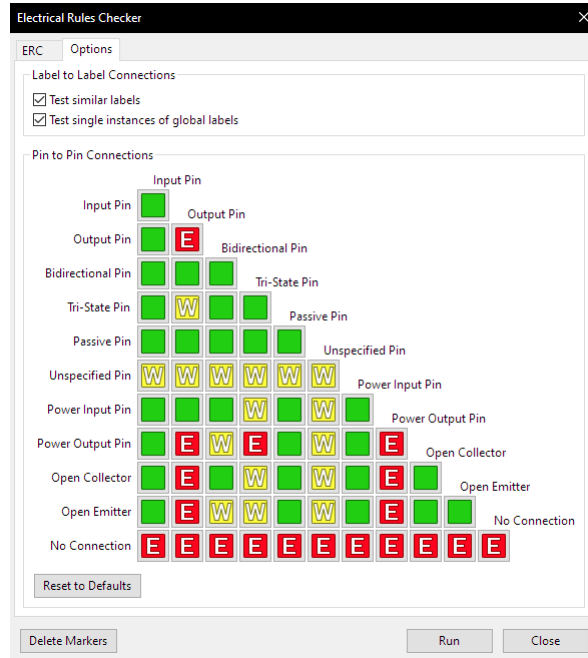 Electrical Rules Checker
ERC Options
Label to Label Connections
Test similar labels
Test single instances of global labels
Pin to Pin Connections
Input Pin
Input Pin
Output Pin
Output Pin E
Bidirectional Pin
Bidirectional Pin
Tri-State Pin
Tri-State Pin W
Passive Pin
Passive Pin
Unspecified Pin
Unspecified Pin W W W W W W
Power Input Pin
Power Input Pin W W
Power Output Pin
Power Output Pin E W E W E
Open Collector
Open Collector E W W E
Open Emitter
Open Emitter E W W W E
No Connection
No Connection E E E E E E E E E E E
Reset to Defaults
Delete Markers Run Close